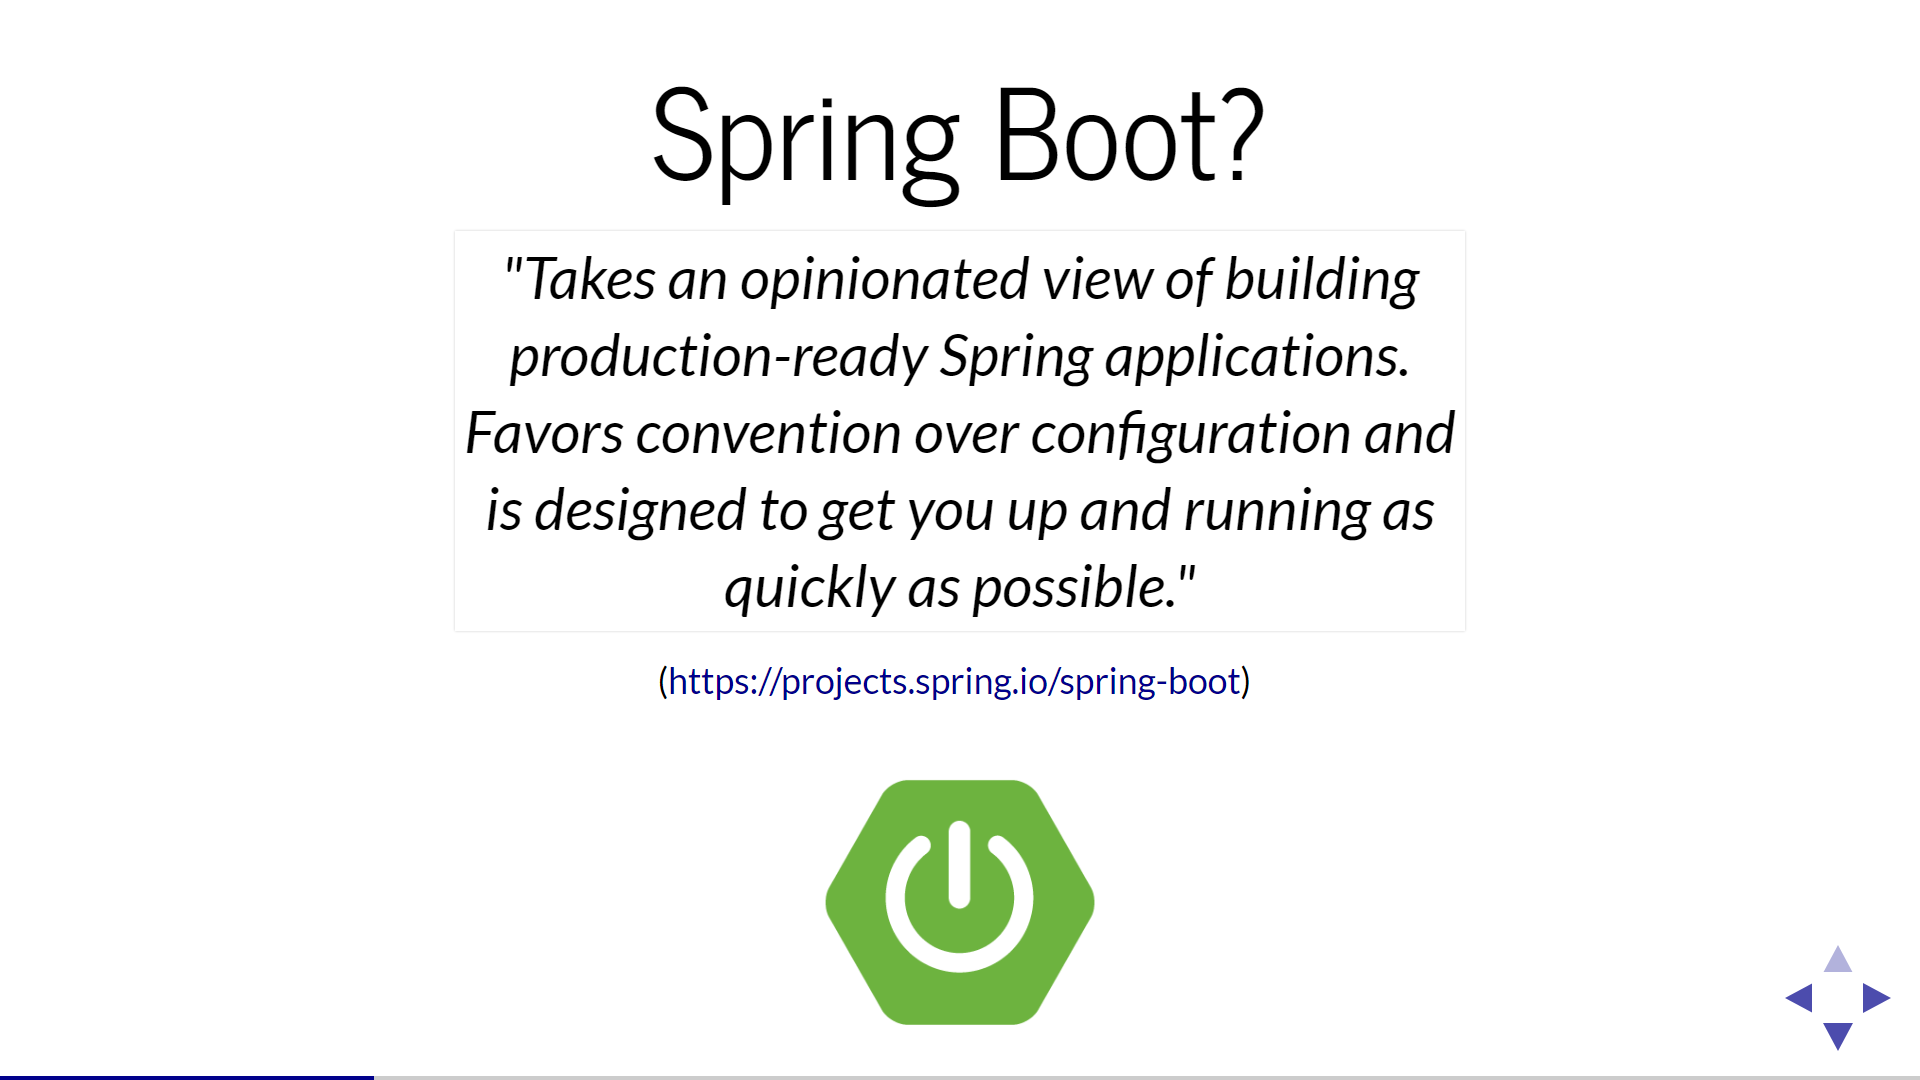 Spring Boot?
"Takes an opinionated view of building
production-ready Spring applications.
Favors convention over configuration and
is designed to get you up and running as
quickly as possible."
(https://projects.spring.io/spring-boot)